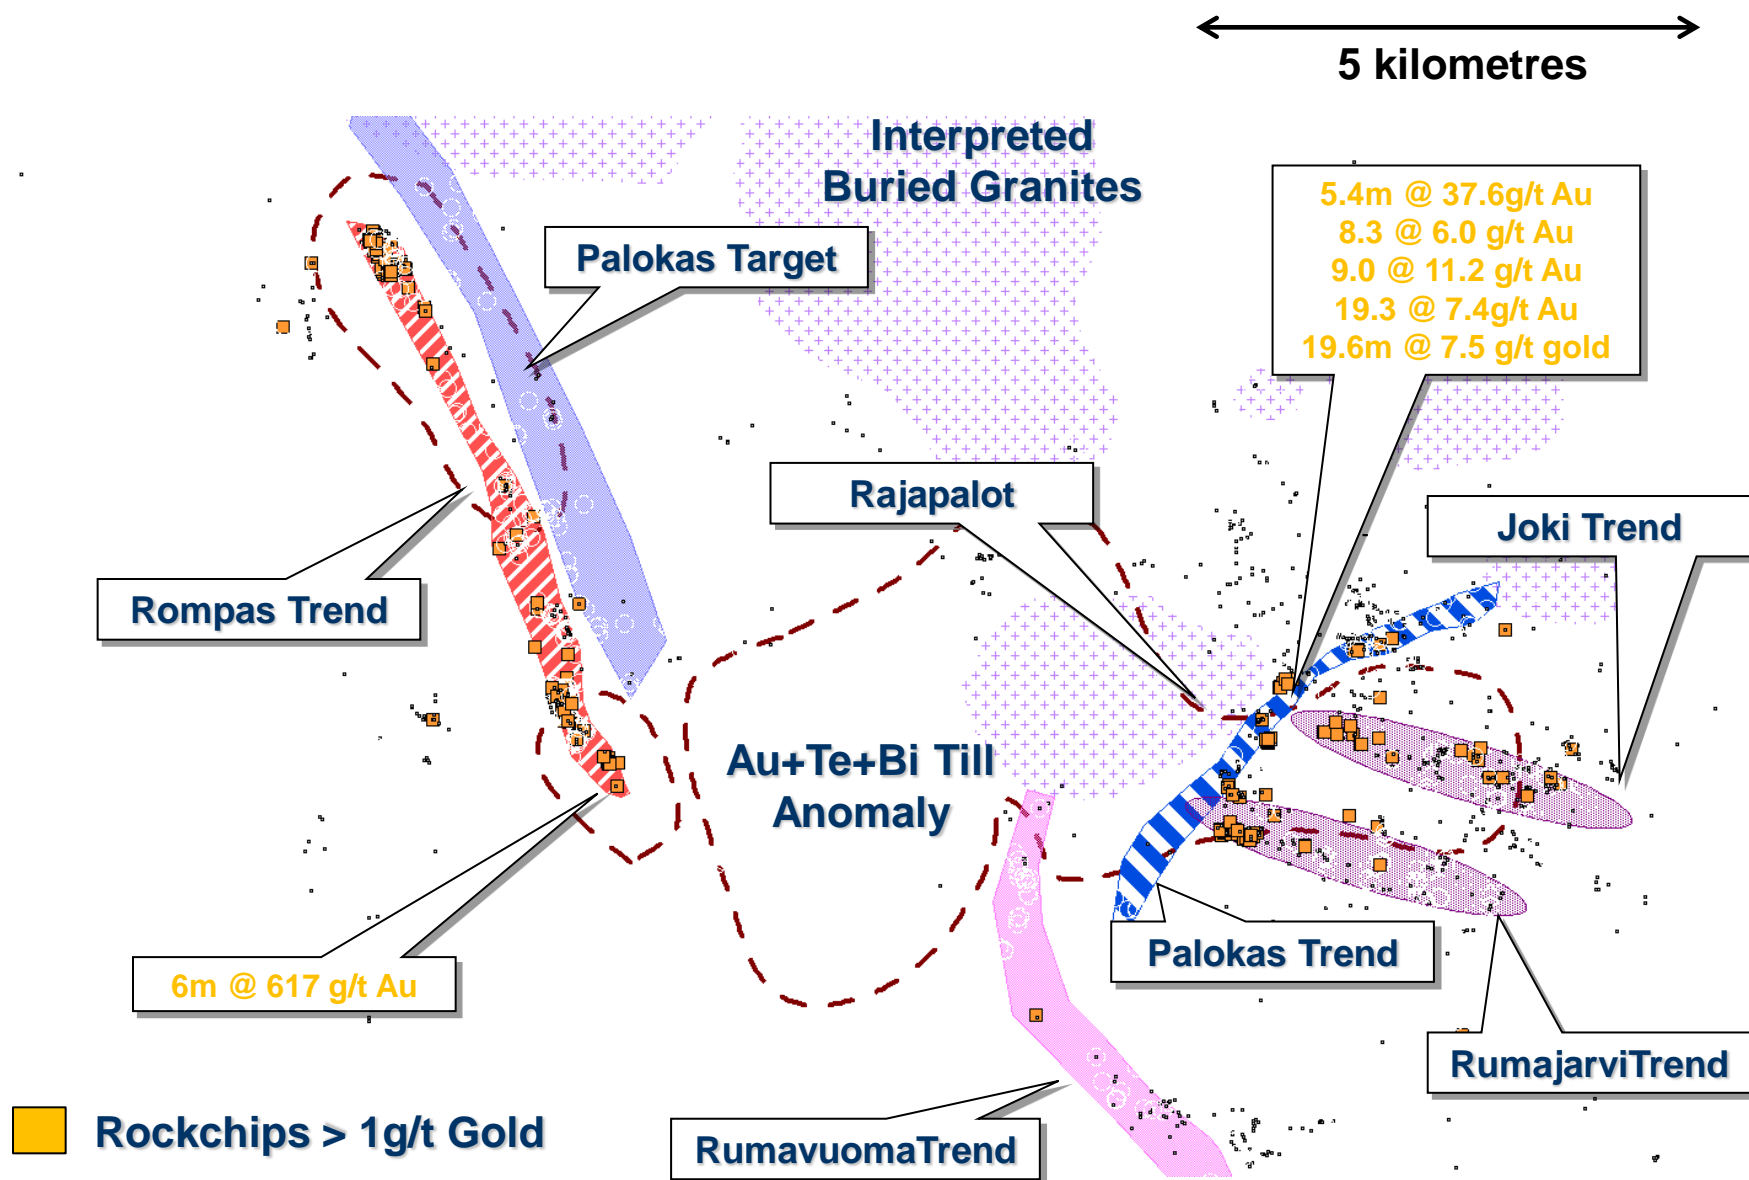 5 kilometres
Interpreted
Buried Granites
5.4m @ 37.6g/t Au
8.3 @ 6.0 g/t Au
9.0 @ 11.2 g/t Au
19.3 @ 7.4g/t Au
19.6m @ 7.5 g/t gold
Palokas Target
Rajapalot
Joki Trend
Rompas Trend
Au+Te+Bi Till
Anomaly
Palokas Trend
6m @ 617 g/t Au
RumajarviTrend
Rockchips > 1g/t Gold
RumavuomaTrend